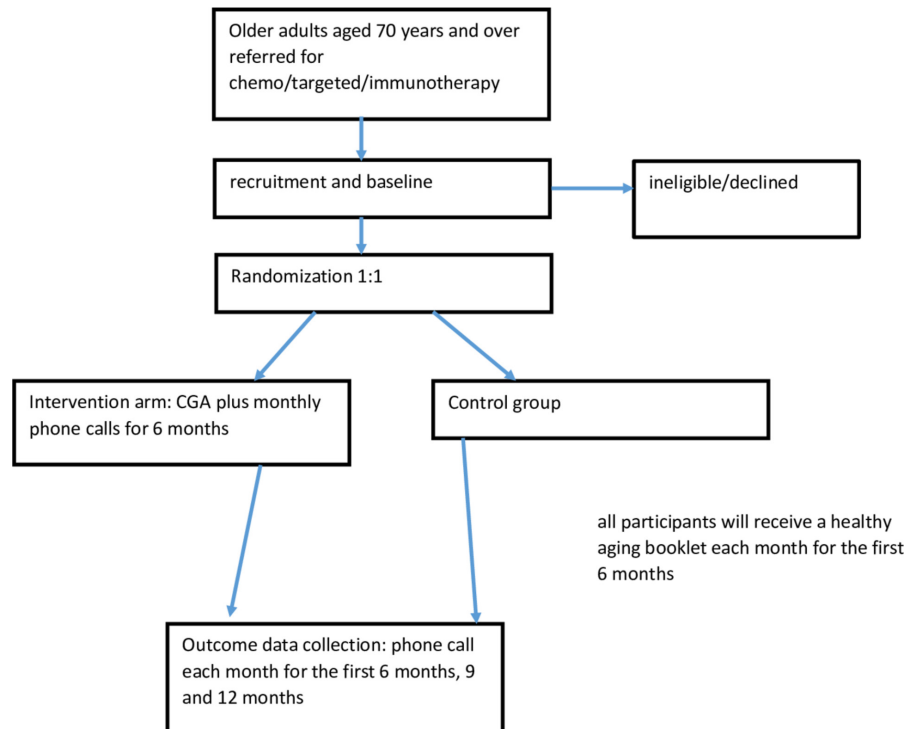 Older adults aged 70 years and over
referred for
chemo/targeted/immunotherapy
recruitment and baseline
ineligible/declined
Randomization 1:1
Intervention arm: CGA plus monthly
phone calls for 6 months
Control group
all participants will receive a healthy
aging booklet each month for the first
6 months
Outcome data collection: phone call
each month for the first 6 months, 9
and 12 months